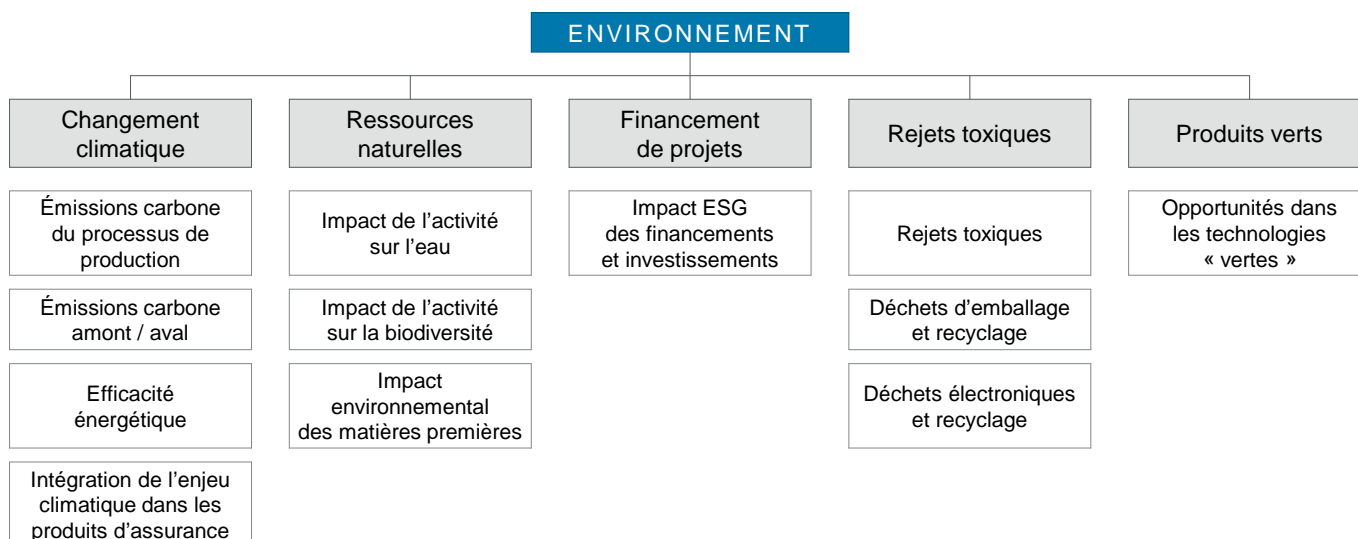 ENVIRONNEMENT
Changement
climatique
Émissions carbone
du processus de
production
Émissions carbone
amont / aval
Efficacité
énergétique
Intégration de l’enjeu
climatique dans les
produits d’assurance
Ressources
naturelles
Impact de l’activité
sur l’eau
Impact de l’activité
sur la biodiversité
Impact
environnemental
des matières premières
Financement
de projets
Impact ESG
des financements
et investissements
Rejets toxiques
Rejets toxiques
Déchets d’emballage
et recyclage
Déchets électroniques
et recyclage
Produits verts
Opportunités dans
les technologies
« vertes »